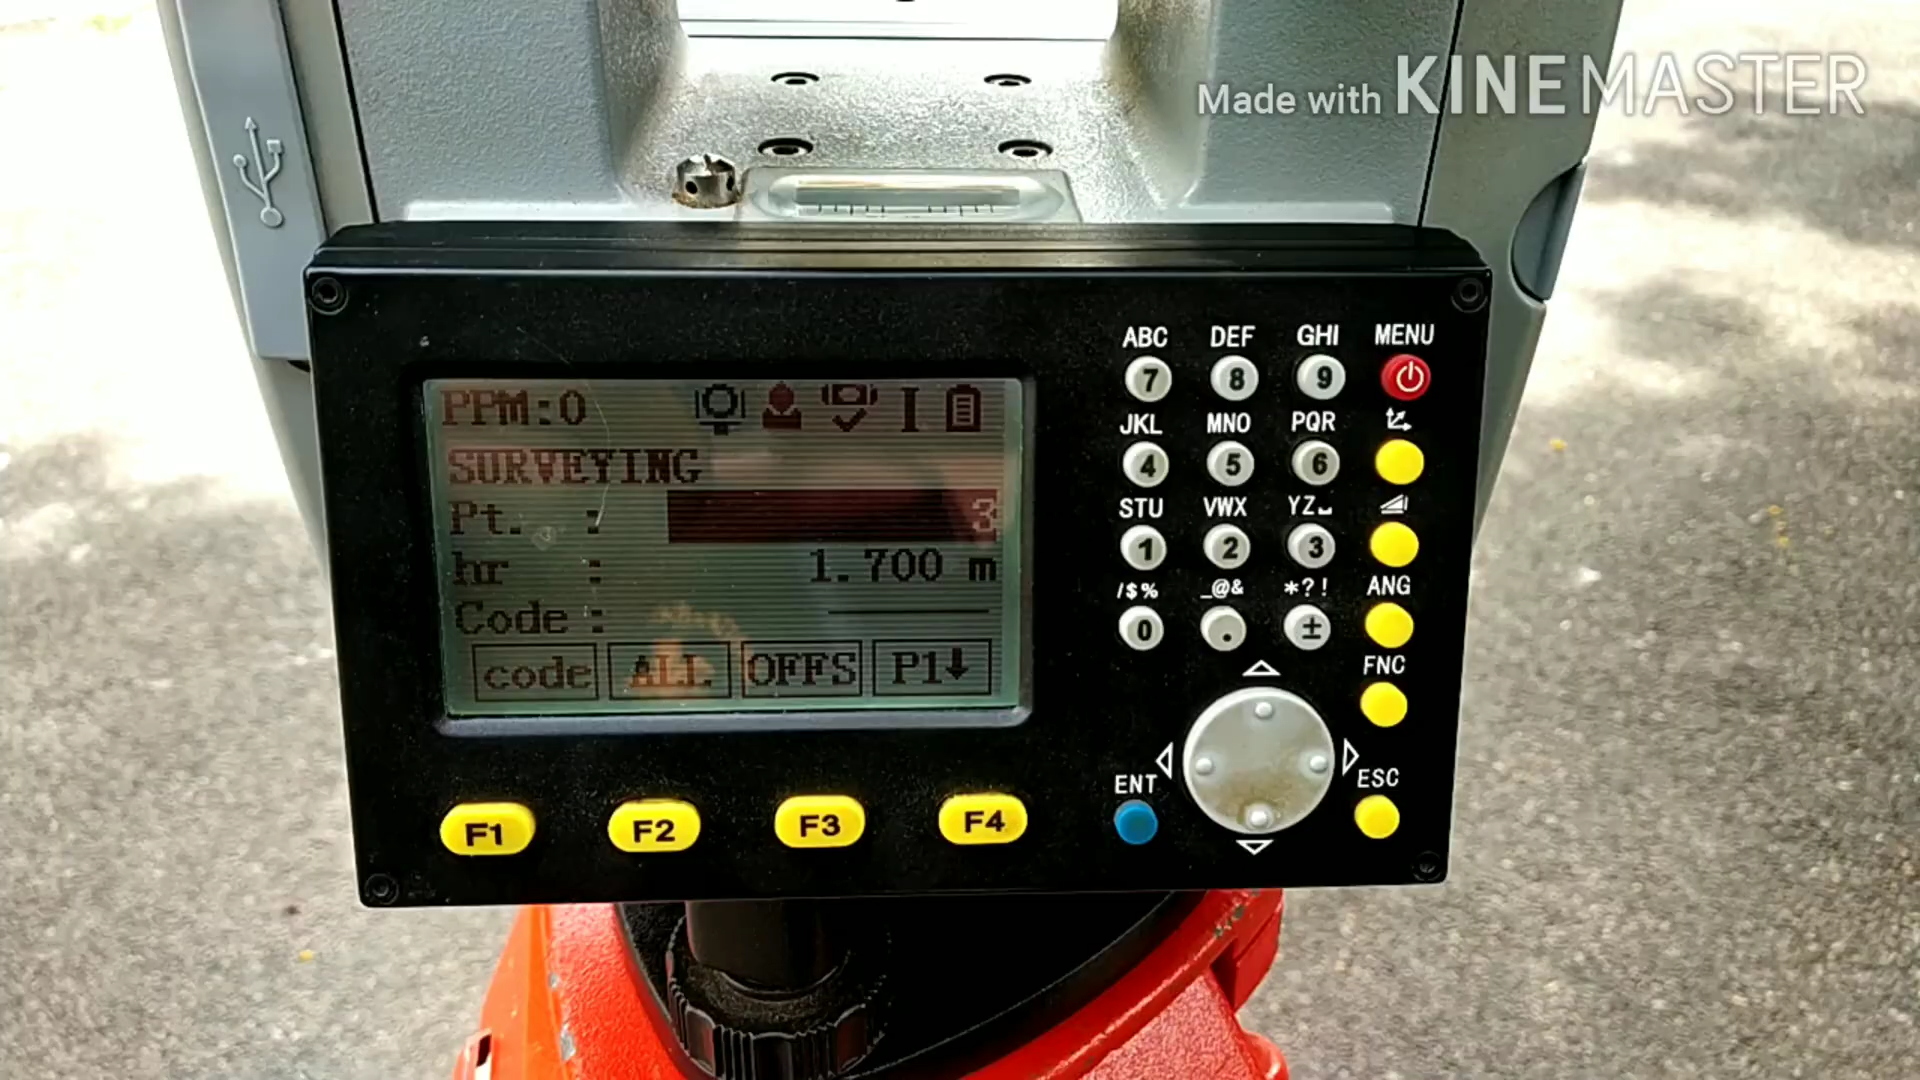 Made with KINEMASTER
PPM:0
SURVEYING
Pt. : 3
hr : 1.700 m
Code :
code ALL OFFS P1↓
F1 F2 F3 F4
ABC DEF GHI MENU
7 8 9
JKL MNO PQR
4 5 6
STU VWX YZ␣
1 2 3
/$% _@& *?! ANG
0 . ±
FNC
ENT ESC